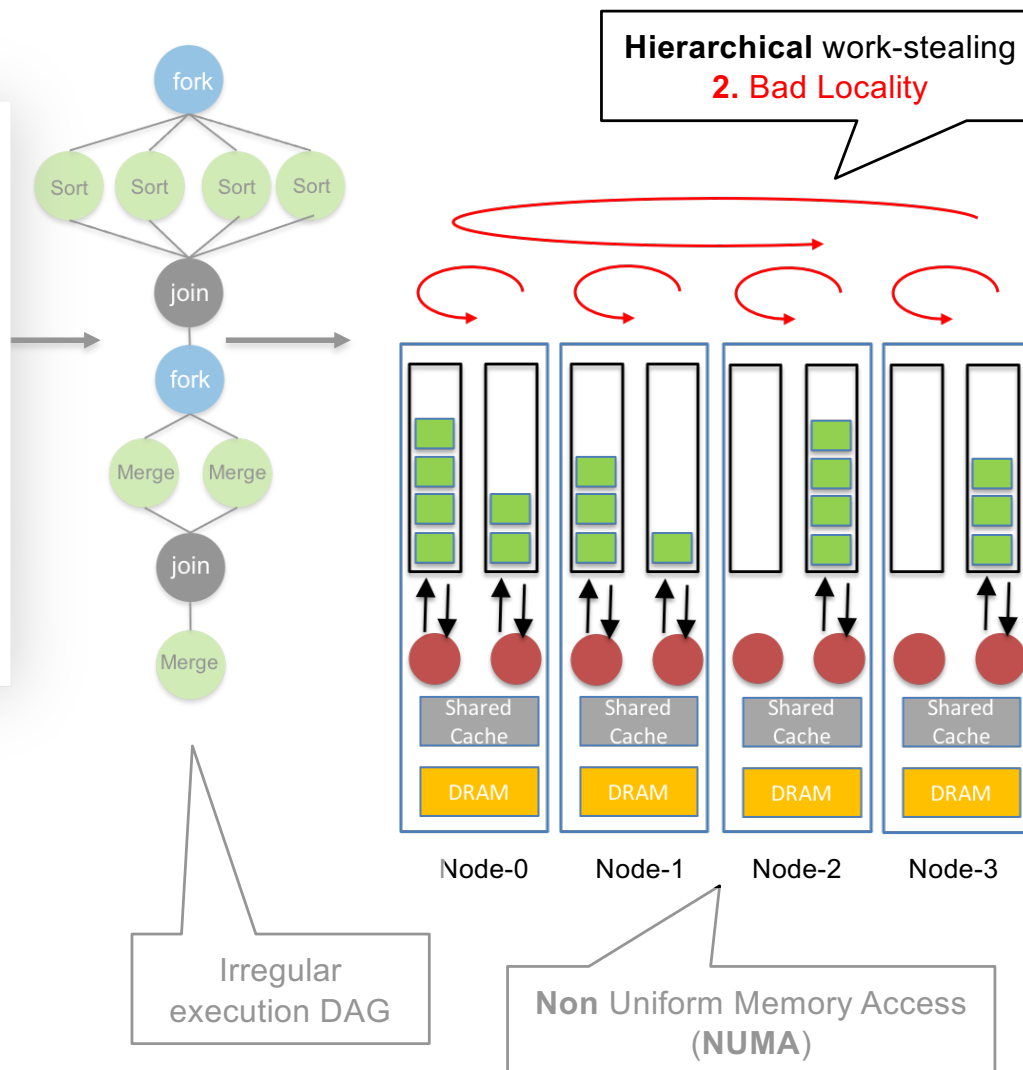 Hierarchical work-stealing
2. Bad Locality
fork
Sort
Sort
Sort
Sort
join
fork
Merge
Merge
join
Merge
Shared
Cache
DRAM
Shared
Cache
DRAM
Shared
Cache
DRAM
Shared
Cache
DRAM
Node-0
Node-1
Node-2
Node-3
Irregular
execution DAG
Non Uniform Memory Access
(NUMA)